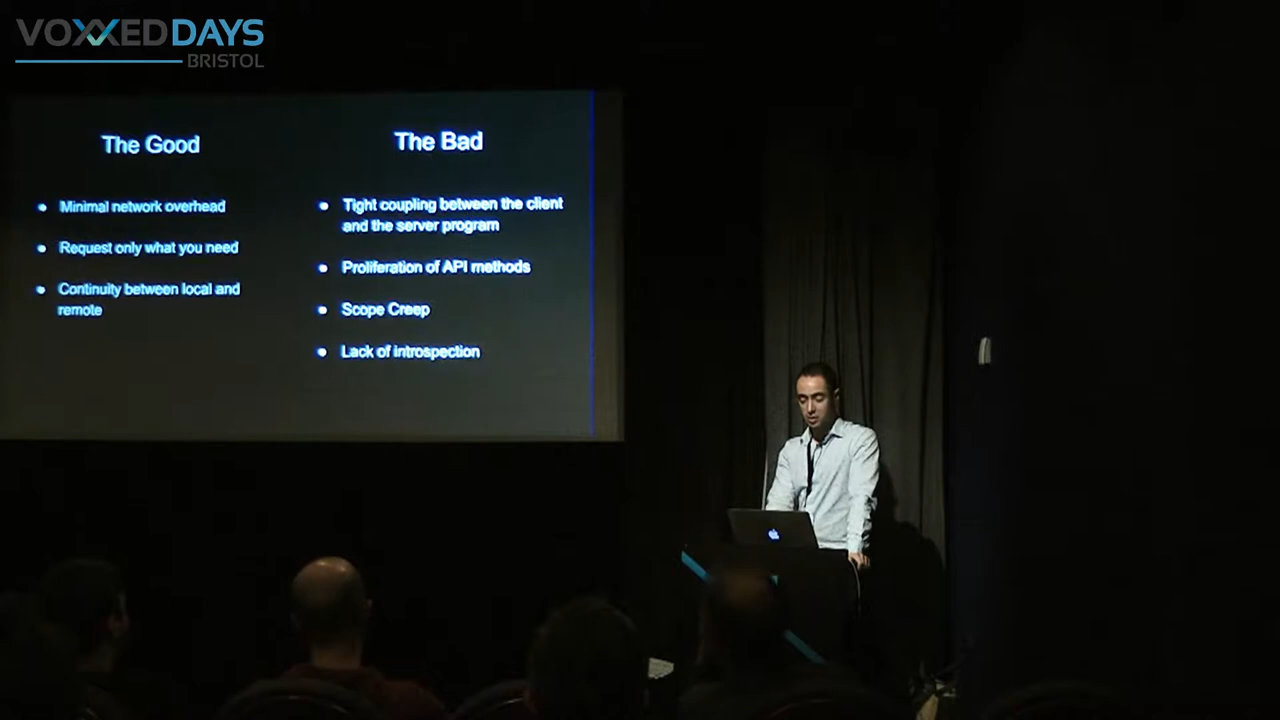 VOXXEDDAYS
BRISTOL
The Good
Minimal network overhead
Request only what you need
Continuity between local and
remote
The Bad
Tight coupling between the client
and the server program
Proliferation of API methods
Scope Creep
Lack of introspection